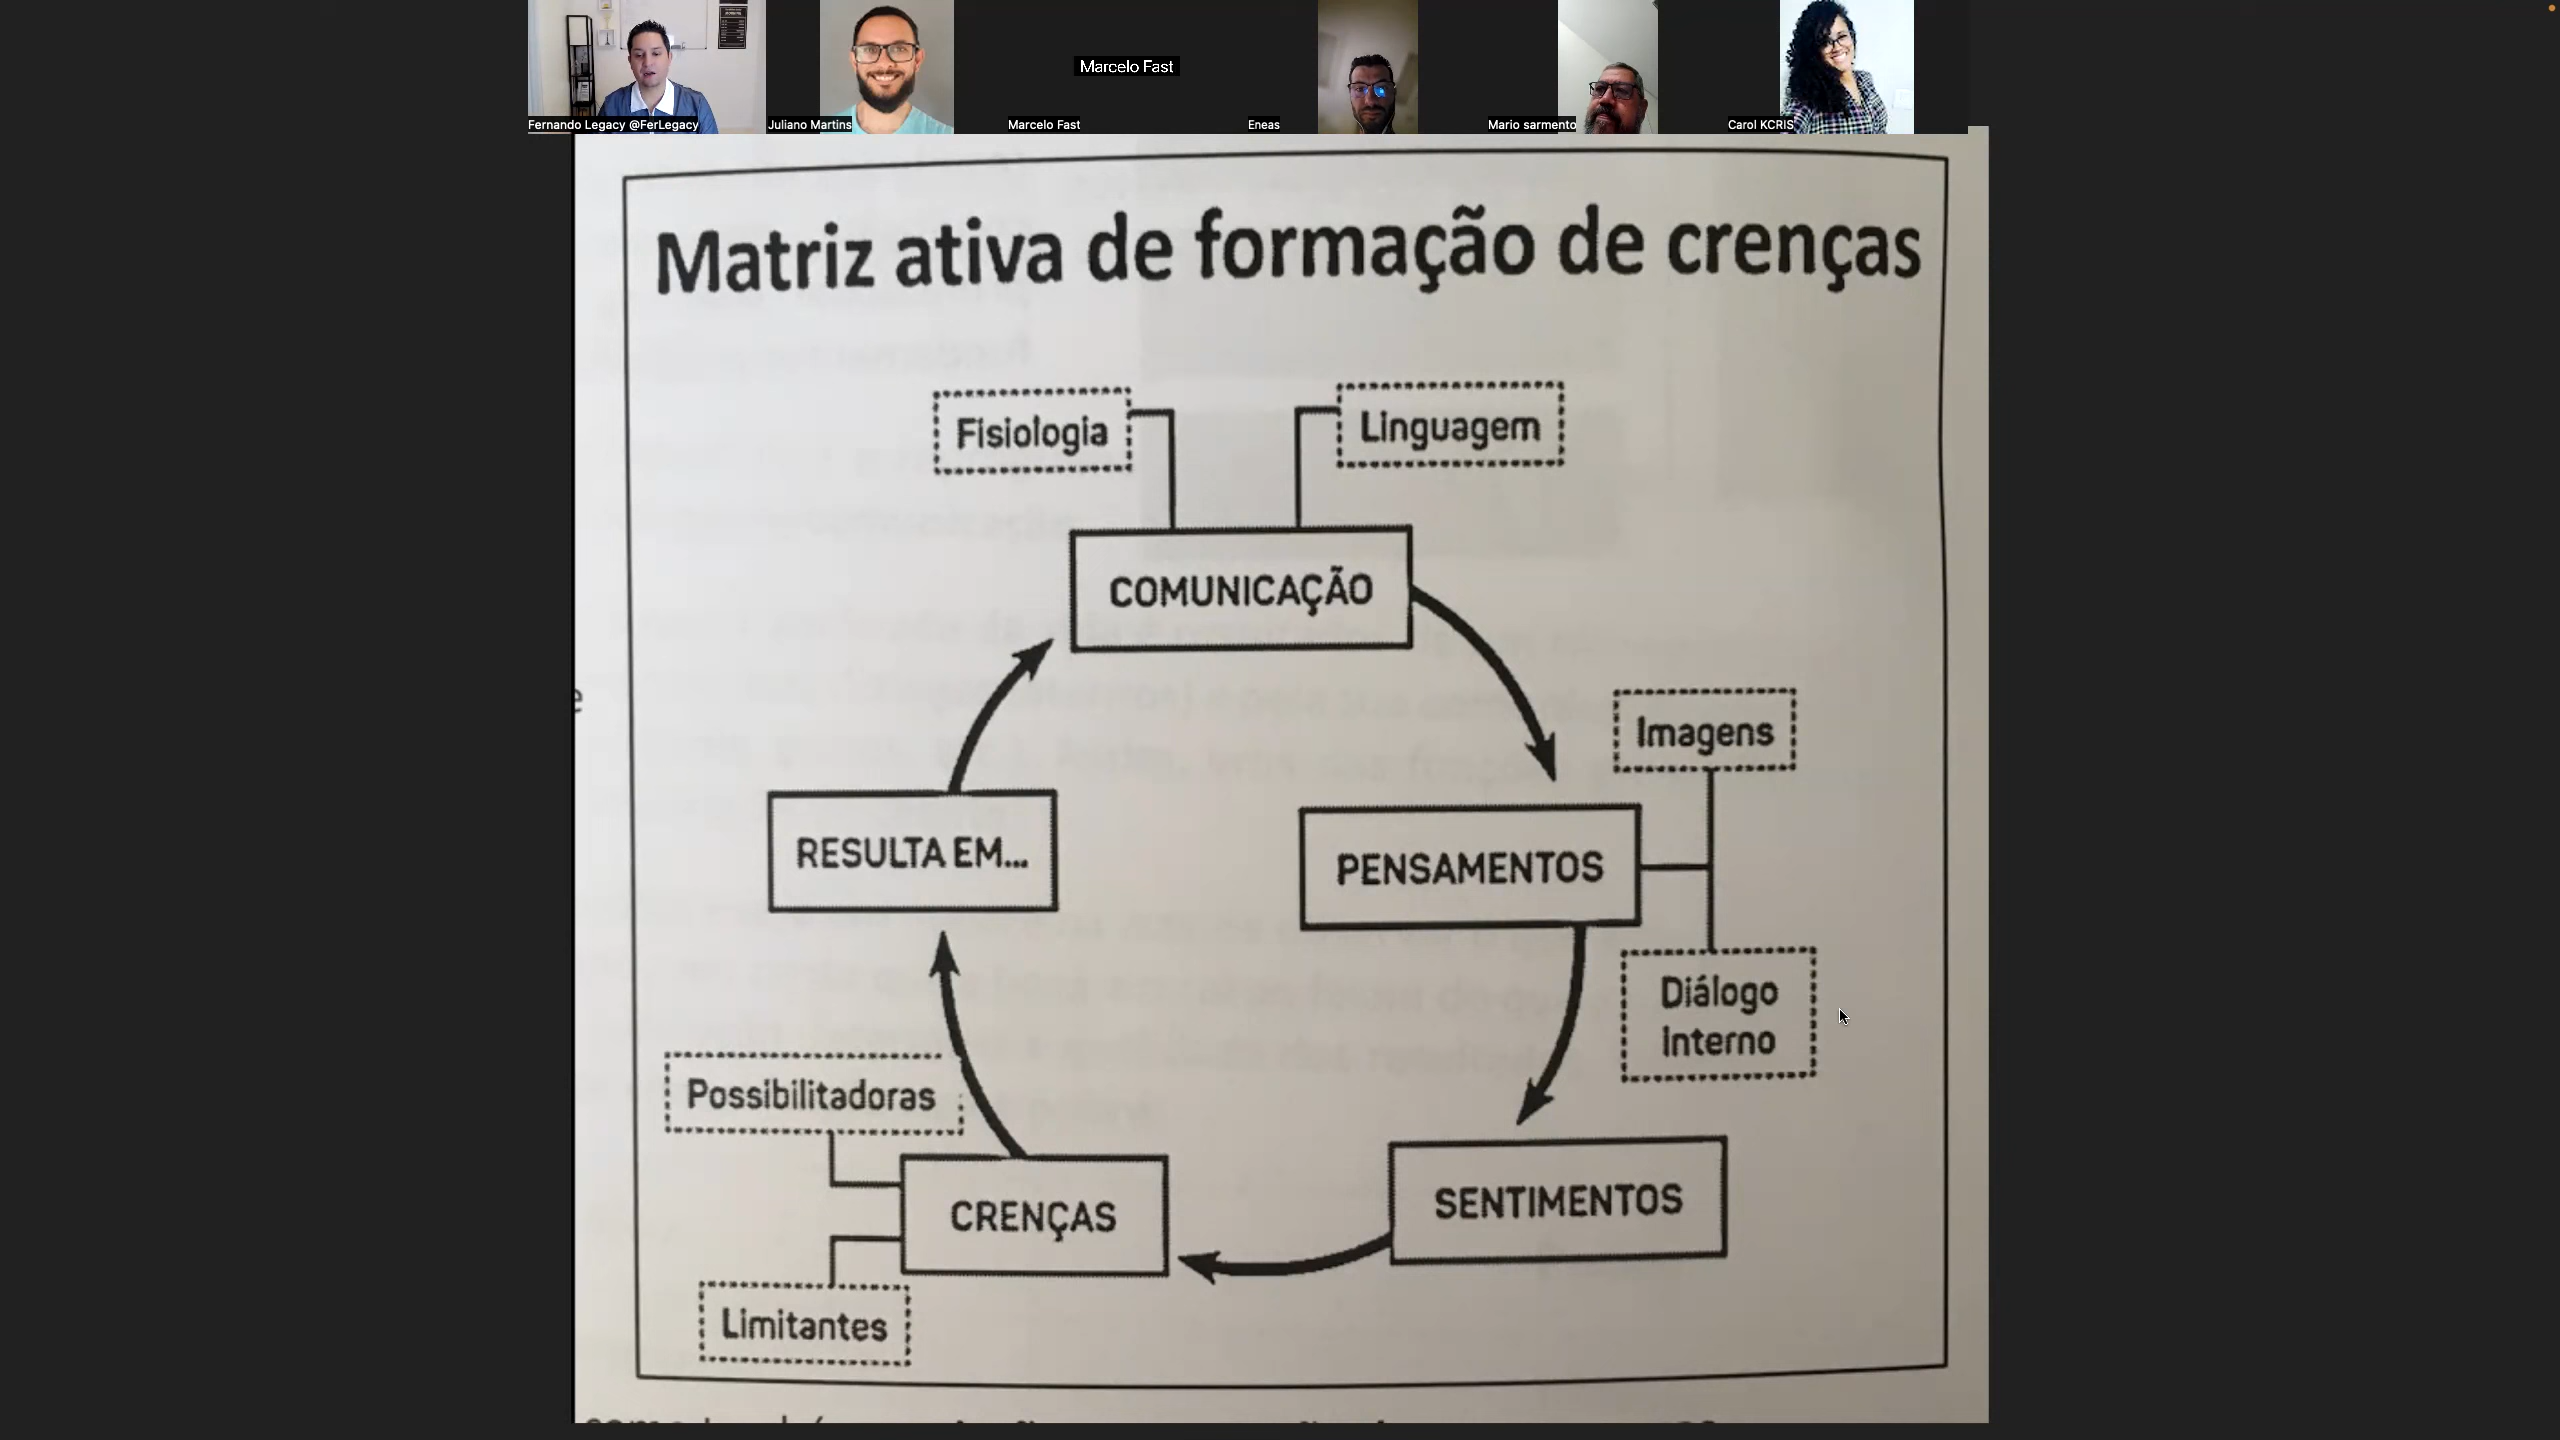 Marcelo Fast
Fernando Legacy @FerLegacy
Juliano Martins
Marcelo Fast
Eneas
Mario sarmento
Carol KCRIS
Matriz ativa de formação de crenças
Fisiologia
Linguagem
COMUNICAÇÃO
Imagens
RESULTA EM...
PENSAMENTOS
Diálogo
interno
Possibilitadoras
CRENÇAS
SENTIMENTOS
Limitantes